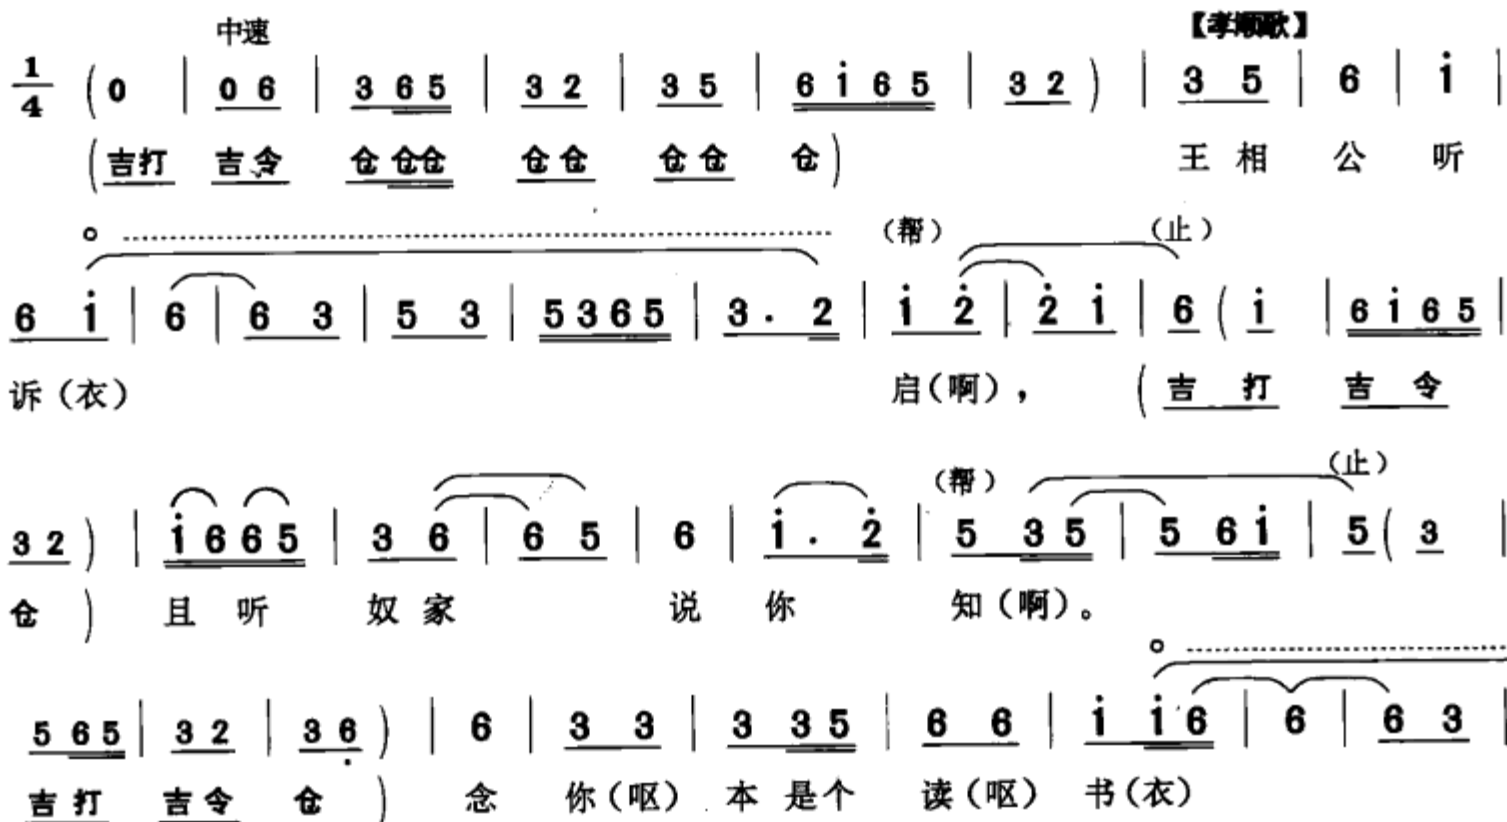 中速 【孝顺歌】
1/4 ( 0 | 0 6 | 3 6 5 | 3 2 | 3 5 | 6 i̇ 6 5 | 3 2 ) | 3 5 | 6 | i̇ |
(吉打 吉令 仓仓仓 仓仓 仓仓 仓) 王相公听
(帮) (止)
6 i̇ | 6 | 6 3 | 5 3 | 5 3 6 5 | 3 . 2 | i̇ 2̇ | 2̇ i̇ | 6 ( i̇ | 6 i̇ 6 5 |
诉(衣) 启(啊), (吉打 吉令
(帮) (止)
3 2 ) | i̇ 6 6 5 | 3 6 | 6 5 | 6 | i̇ . 2̇ | 5 3 5 | 5 6 i̇ | 5 ( 3 |
仓 ) 且听 奴家 说你 知(啊)。
5 6 5 | 3 2 | 3 6̣ ) | 6 | 3 3 | 3 3 5 | 6 6 | i̇ i̇ 6 | 6 | 6 3 |
吉打 吉令 仓 ) 念 你(呕) 本是个 读(呕) 书(衣)